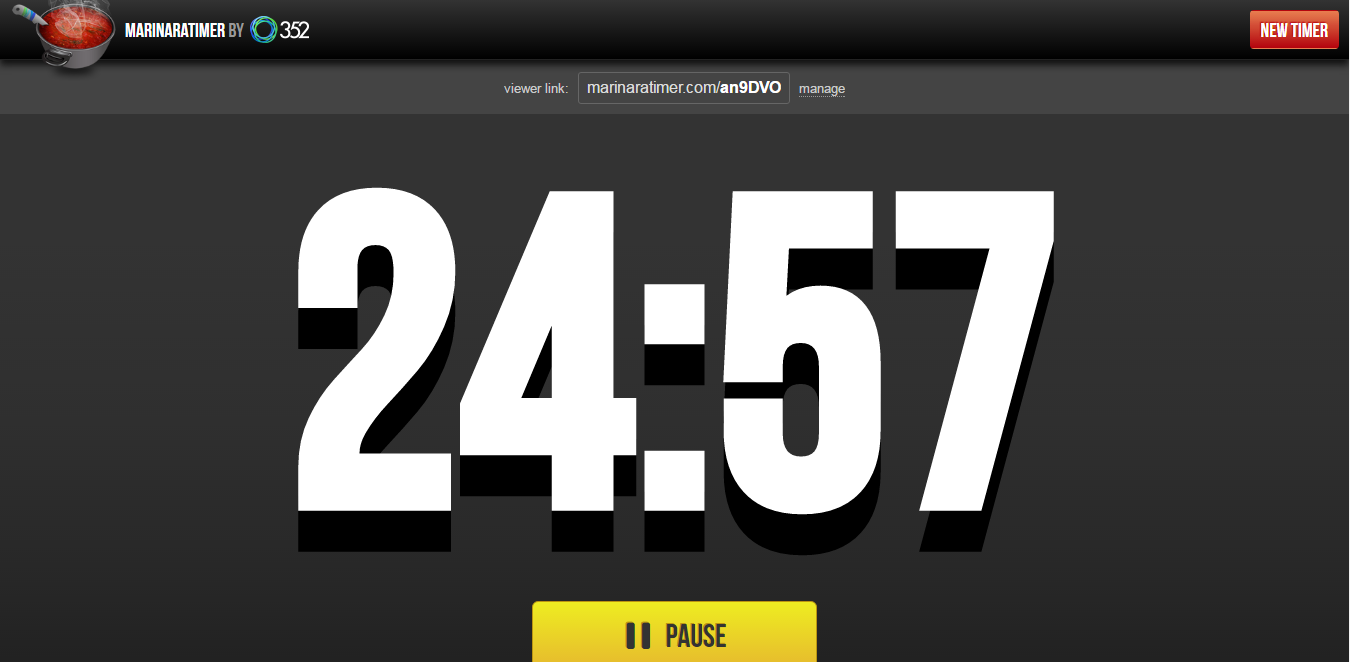 MARINARATIMER BY 352
NEW TIMER
viewer link: marinaratimer.com/an9DVO manage
24:57
PAUSE